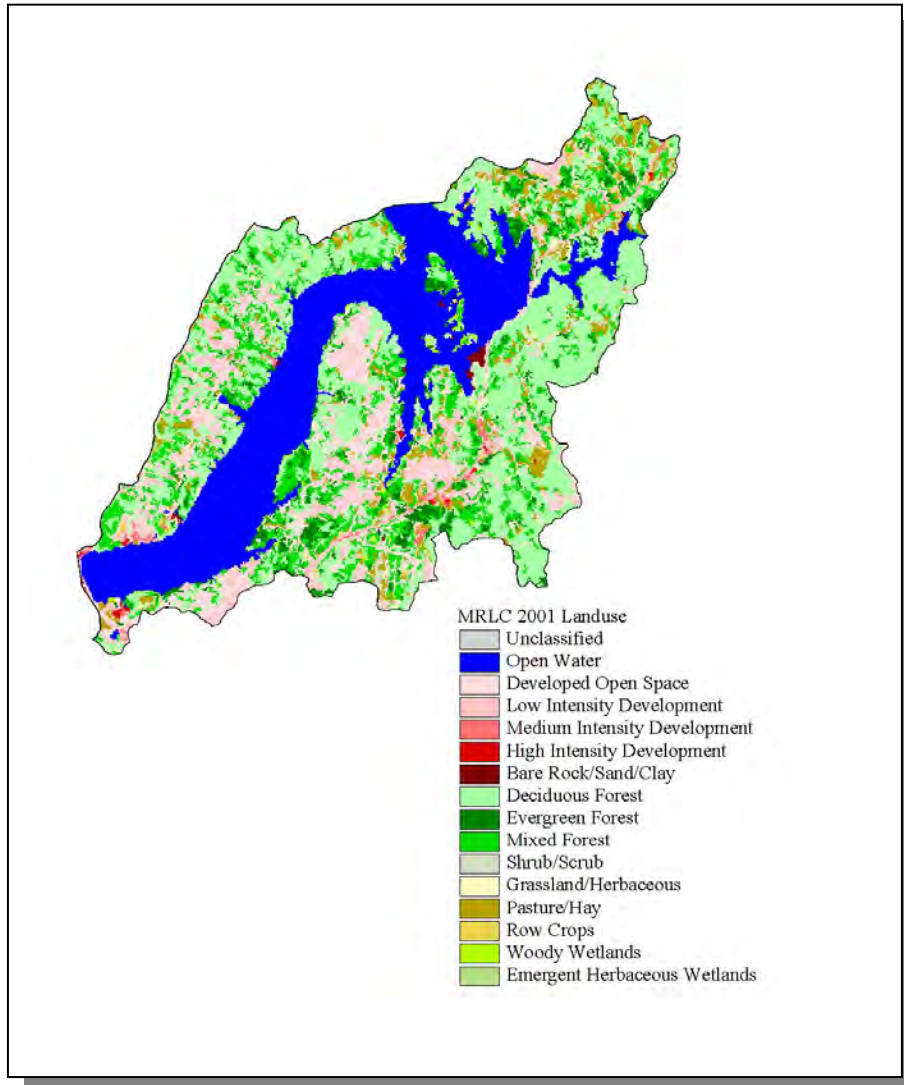 MRLC 2001 Landuse
Unclassified
Open Water
Developed Open Space
Low Intensity Development
Medium Intensity Development
High Intensity Development
Bare Rock/Sand/Clay
Deciduous Forest
Evergreen Forest
Mixed Forest
Shrub/Scrub
Grassland/Herbaceous
Pasture/Hay
Row Crops
Woody Wetlands
Emergent Herbaceous Wetlands